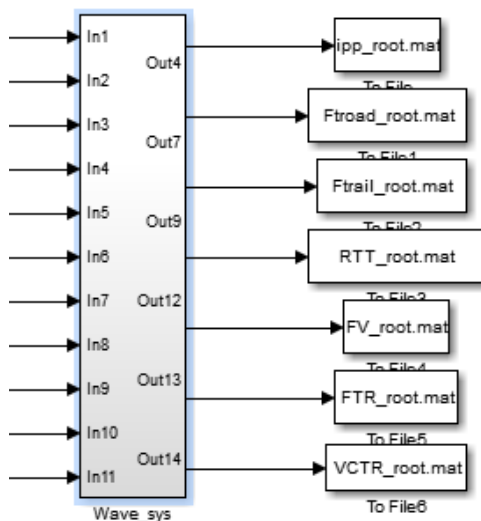 In1
In2
In3
In4
In5
In6
In7
In8
In9
In10
In11
Out4
Out7
Out9
Out12
Out13
Out14
Wave_sys
ipp_root.mat
To File
Ftroad_root.mat
To File1
Ftrail_root.mat
To File2
RTT_root.mat
To File3
FV_root.mat
To File4
FTR_root.mat
To File5
VCTR_root.mat
To File6